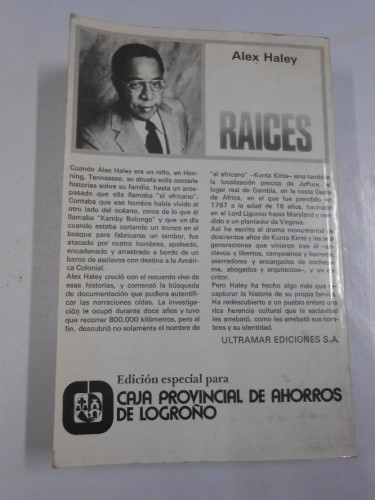 Alex Haley
RAICES
Cuando Alex Haley era un niño, en Hen-
ning, Tennessee, su abuela solía contarle
historias sobre su familia, hasta un ante-
pasado que ella llamaba "el africano".
Contaba que ese hombre había vivido al
otro lado del océano, cerca de lo que él
llamaba "Kamby Bolongo" y que un día
cuando estaba cortando un tronco en el
bosque para fabricarse un tambor, fue
atacado por cuatro hombres, apaleado,
encadenado y arrastrado a bordo de un
barco de esclavos con destino a la Améri-
ca Colonial.
Alex Haley creció con el recuerdo vivo de
esas historias, y comenzó la búsqueda
de documentación que pudiera autentifi-
car las narraciones oídas. La investiga-
ción le ocupó durante doce años y tuvo
que recorrer 800.000 kilómetros, pero al
fin, descubrió no solamente el nombre de
"el africano" —Kunta Kinte— sino también
la localización precisa de Juffure, el
lugar real de Gambia, en la costa Oeste
de Africa, en el que fue prendido en
1767 a la edad de 16 años, hacinado
en el Lord Ligonier hasta Maryland y vendi-
do a un plantador de Virginia.
Así he escrito el drama monumental de
doscientos años de Kunta Kinte y las seis
generaciones que vinieron tras él —es-
clavos y libertos, campesinos y herreros,
aserradores y encargados de coches-ca-
ma, abogados y arquitectos—, y un es-
critor.
Pero Haley ha hecho algo más que
capturar la historia de su propia familia.
Ha redescubierto a un pueblo entero una
rica herencia cultural que la esclavitud
les arrebató, como les arrebató sus nom-
bres y su identidad.
ULTRAMAR EDICIONES S.A.
Edición especial para
CAJA PROVINCIAL DE AHORROS
DE LOGROÑO